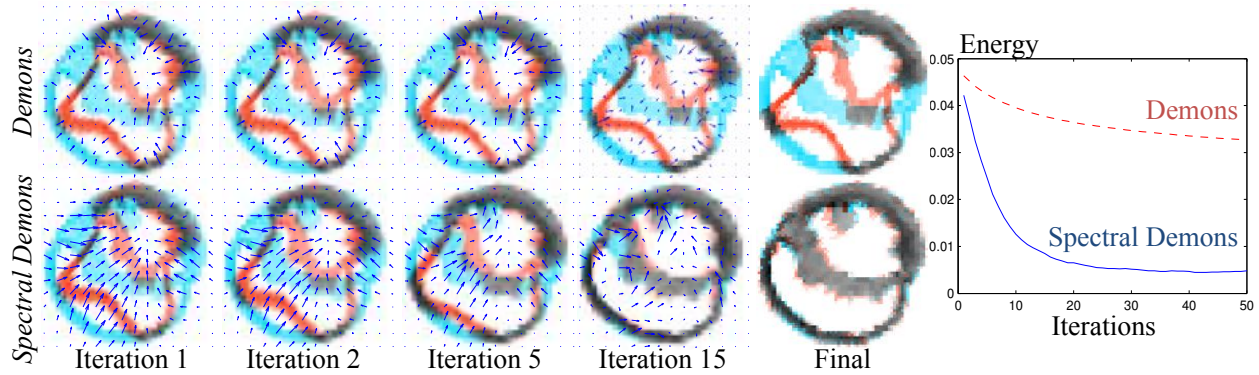 Demons
Spectral Demons
Iteration 1
Iteration 2
Iteration 5
Iteration 15
Final
Energy
0.05
0.04
0.03
0.02
0.01
0
Demons
Spectral Demons
0
10
20
30
40
50
Iterations